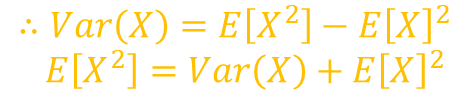 ∴ Var(X) = E[X²] − E[X]²
E[X²] = Var(X) + E[X]²